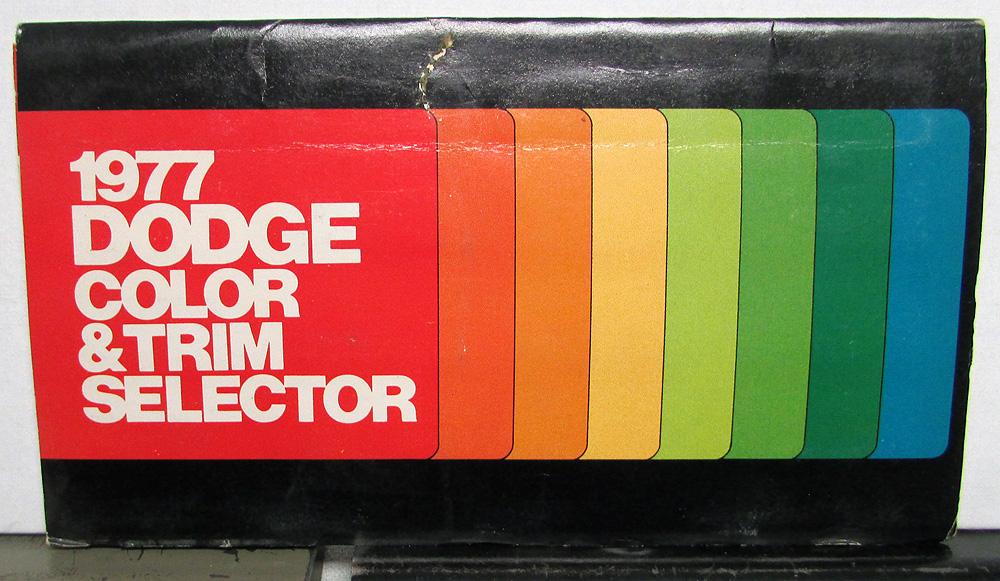 1977
DODGE
COLOR
& TRIM
SELECTOR